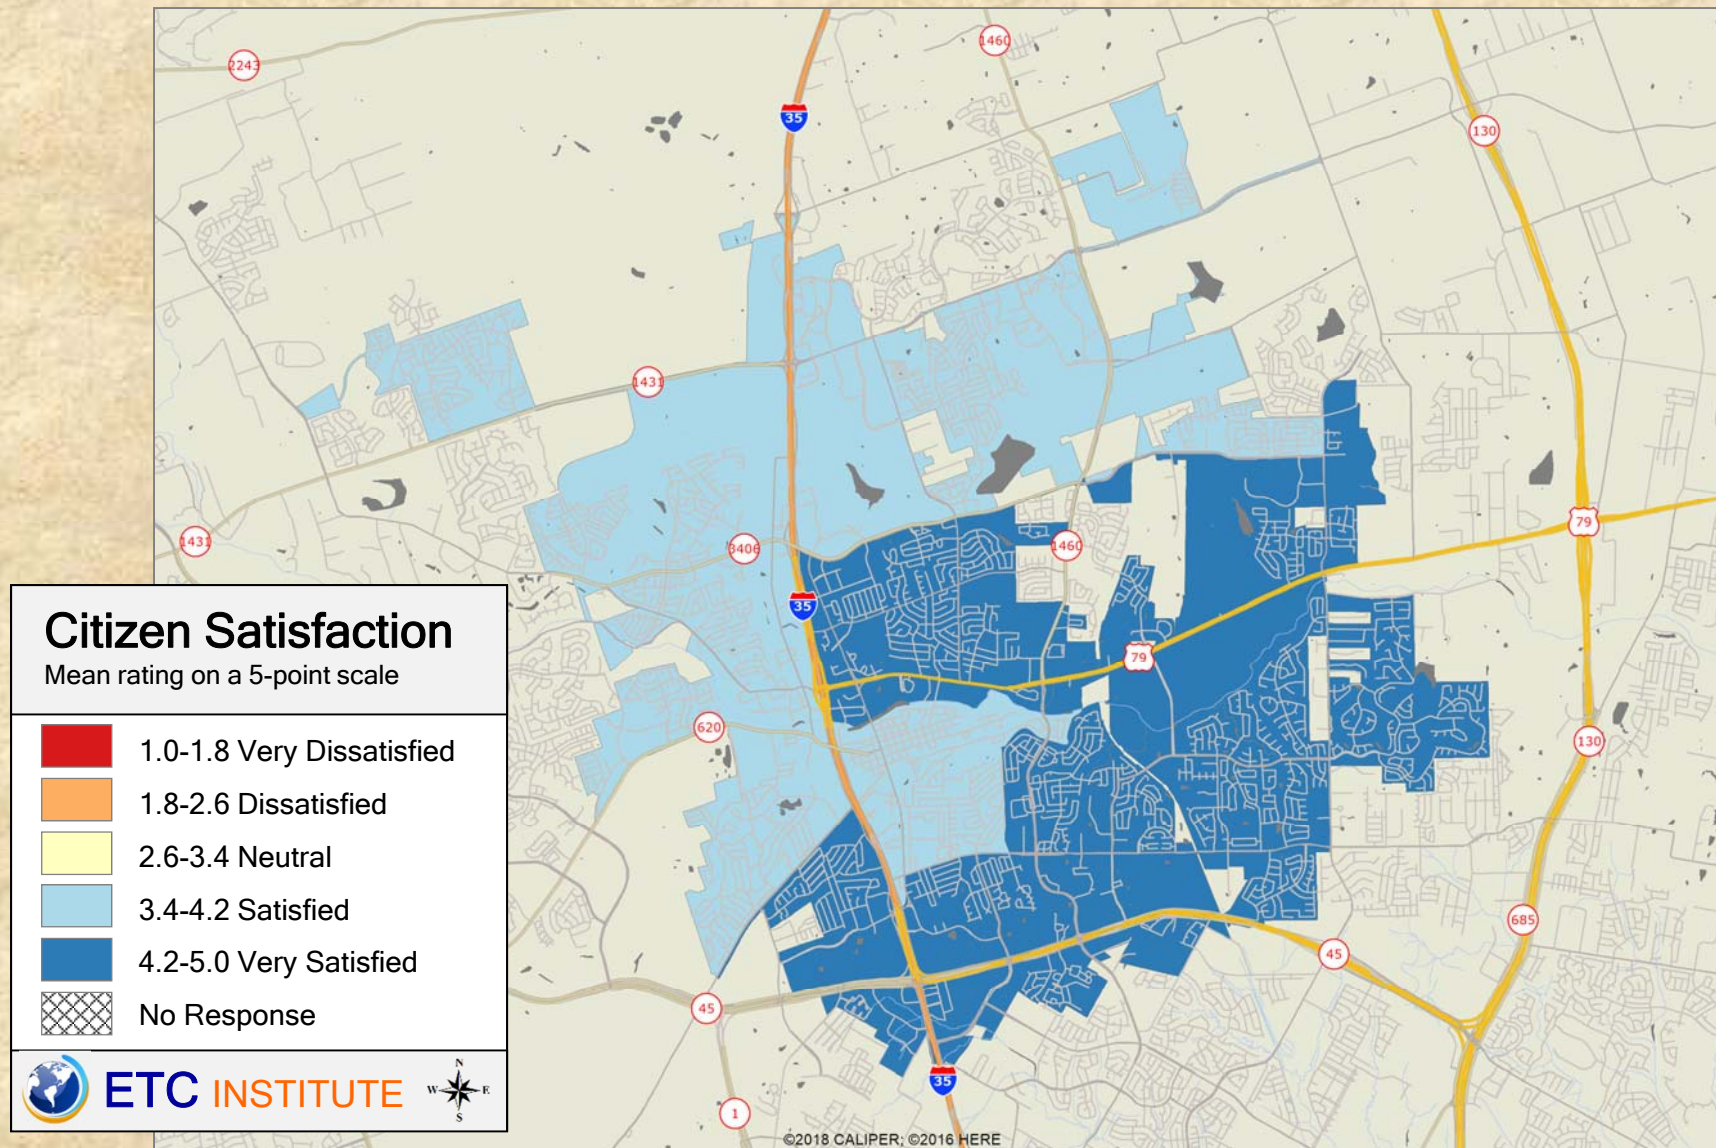 2243
1460
35
130
1431
79
1431
3406
1460
35
79
620
130
685
45
45
35
1
Citizen Satisfaction
Mean rating on a 5-point scale
1.0-1.8 Very Dissatisfied
1.8-2.6 Dissatisfied
2.6-3.4 Neutral
3.4-4.2 Satisfied
4.2-5.0 Very Satisfied
No Response
ETC INSTITUTE
N
W E
S
©2018 CALIPER; ©2016 HERE